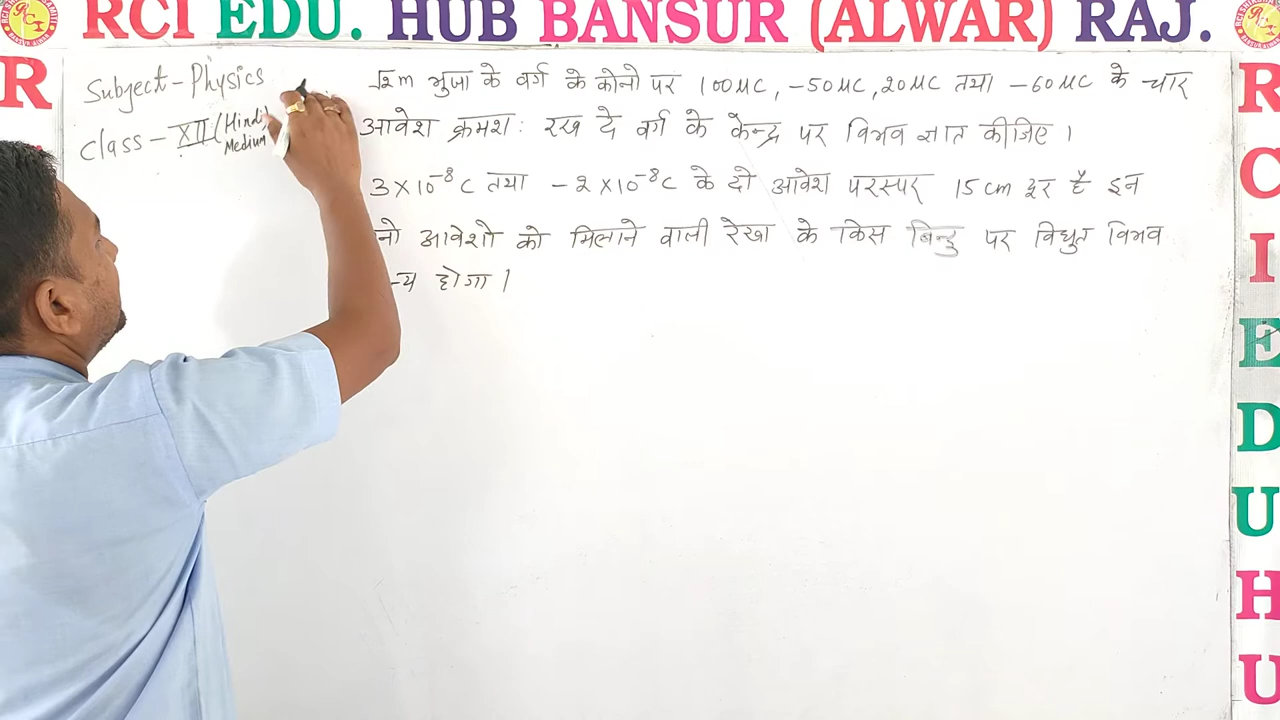 RCI EDU. HUB BANSUR (ALWAR) RAJ.
Subject - Physics
Class - XII (Hindi Medium
√2m भुजा के वर्ग के कोनो पर 100μC, -50μC, 20μC तथा -60μC के चार
आवेश क्रमश: रख दे वर्ग के केन्द्र पर विभव ज्ञात कीजिए।
3×10⁻⁸C तथा -2×10⁻⁸C के दो आवेश परस्पर 15 cm दूर है इन
नो आवेशो को मिलाने वाली रेखा के किस बिन्दु पर विधुत विभव
न्य होगा।
R
R
C
I
E
D
U
H
U